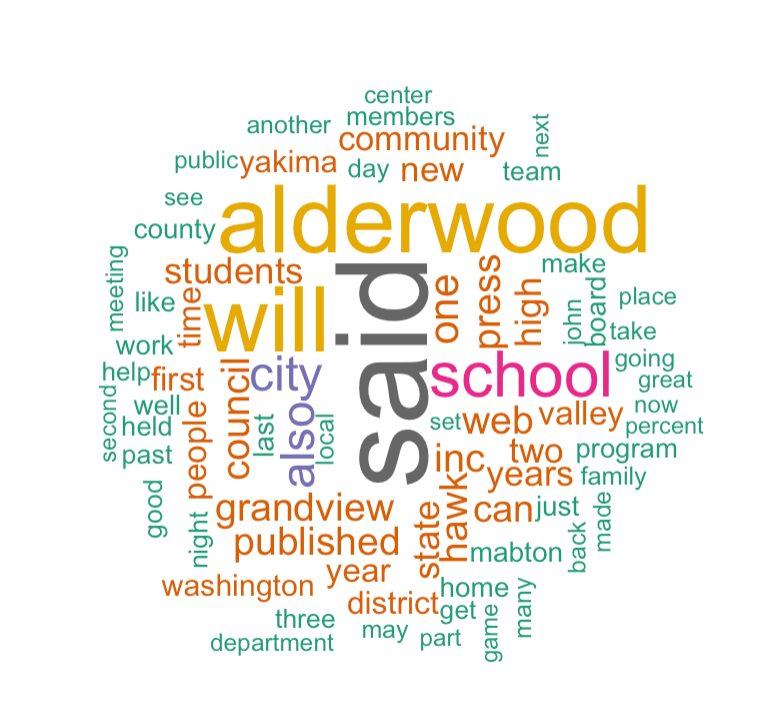 center
members
another
community
next
public
yakima
day
new
team
see
alderwood
county
meeting
students
said
one
press
high
make
like
time
will
john
board
place
take
work
help
first
council
city
school
going
great
second
well
held
past
people
last
also
local
set
web
valley
now
percent
inc
two
program
years
family
good
night
grandview
published
state
hawk
can
just
back
made
mabton
washington
year
district
home
get
game
many
three
department
may
part